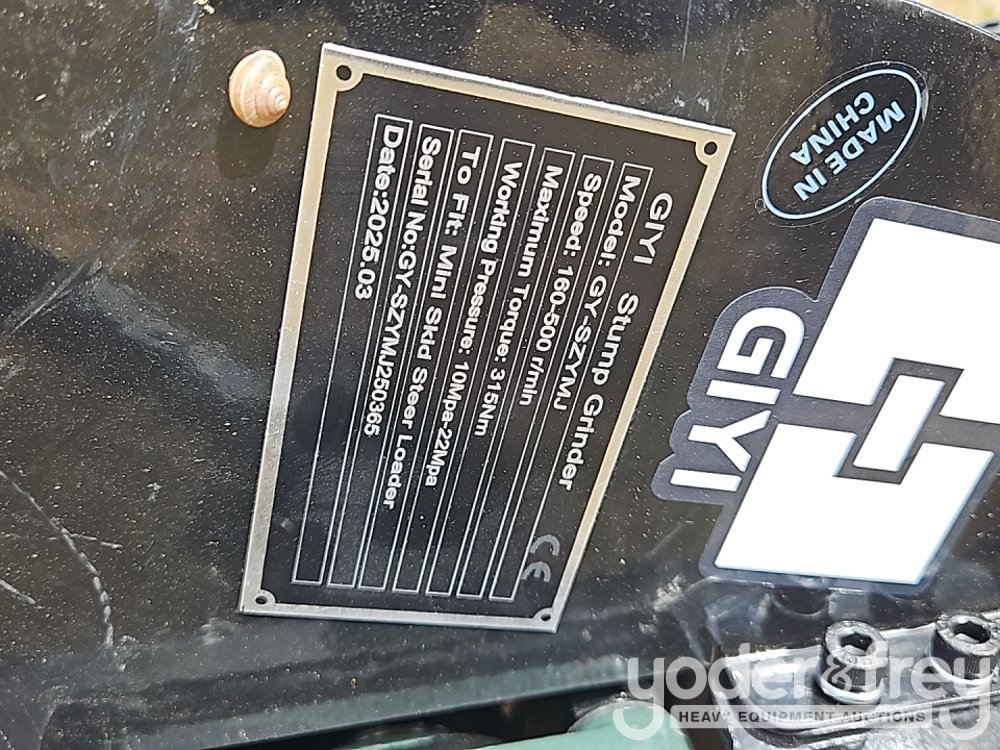 GIYI Stump Grinder
Model: GY-SZYMJ
Speed: 160-500 r/min
Maximum Torque: 315Nm
Working Pressure: 10Mpa-22Mpa
To Fit: Mini Skid Steer Loader
Serial No:GY-SZYMJ250365
Date:2025.03
CE
MADE IN
CHINA
GIYI
yoder&frey
HEAVY EQUIPMENT AUCTIONS